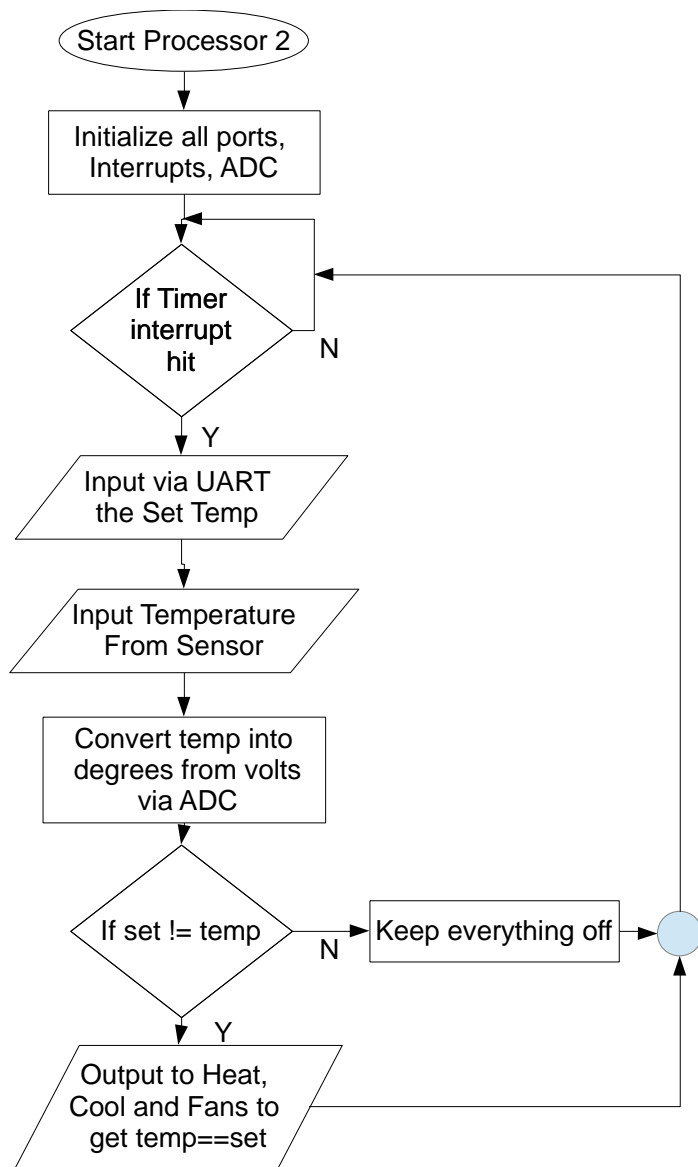 Start Processor 2
Initialize all ports,
Interrupts, ADC
If Timer
interrupt
hit
N
Y
Input via UART
the Set Temp
Input Temperature
From Sensor
Convert temp into
degrees from volts
via ADC
If set != temp
N
Keep everything off
Y
Output to Heat,
Cool and Fans to
get temp==set